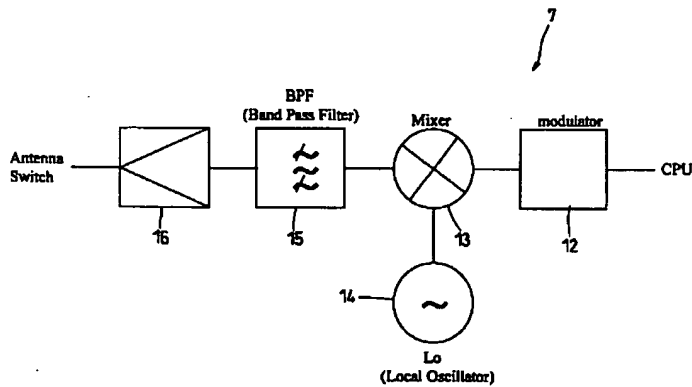 7
BPF
(Band Pass Filter)
Mixer
modulator
Antenna
Switch
CPU
16
15
13
12
14
Lo
(Local Oscillator)